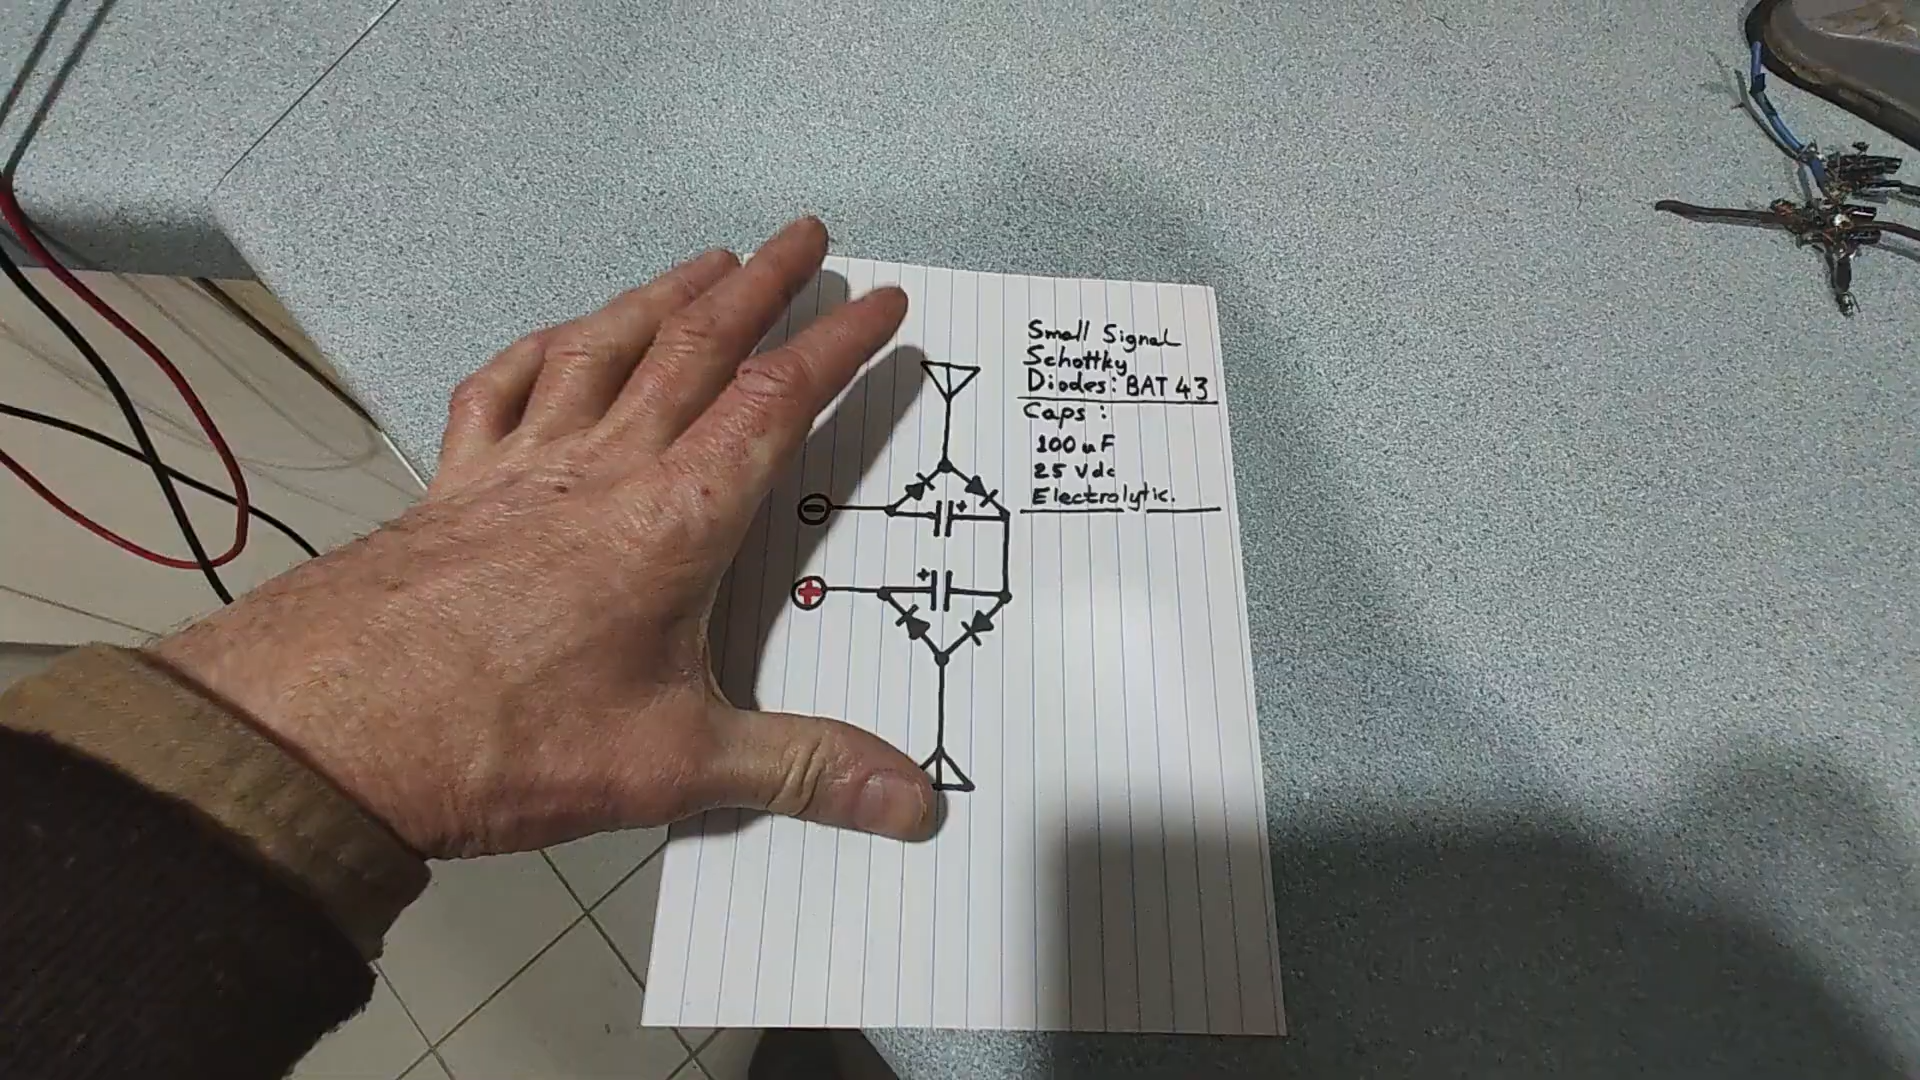 Small Signal
Schottky
Diodes: BAT 43
Caps :
100 uF
25 Vdc
Electrolytic.
-
+
+
+